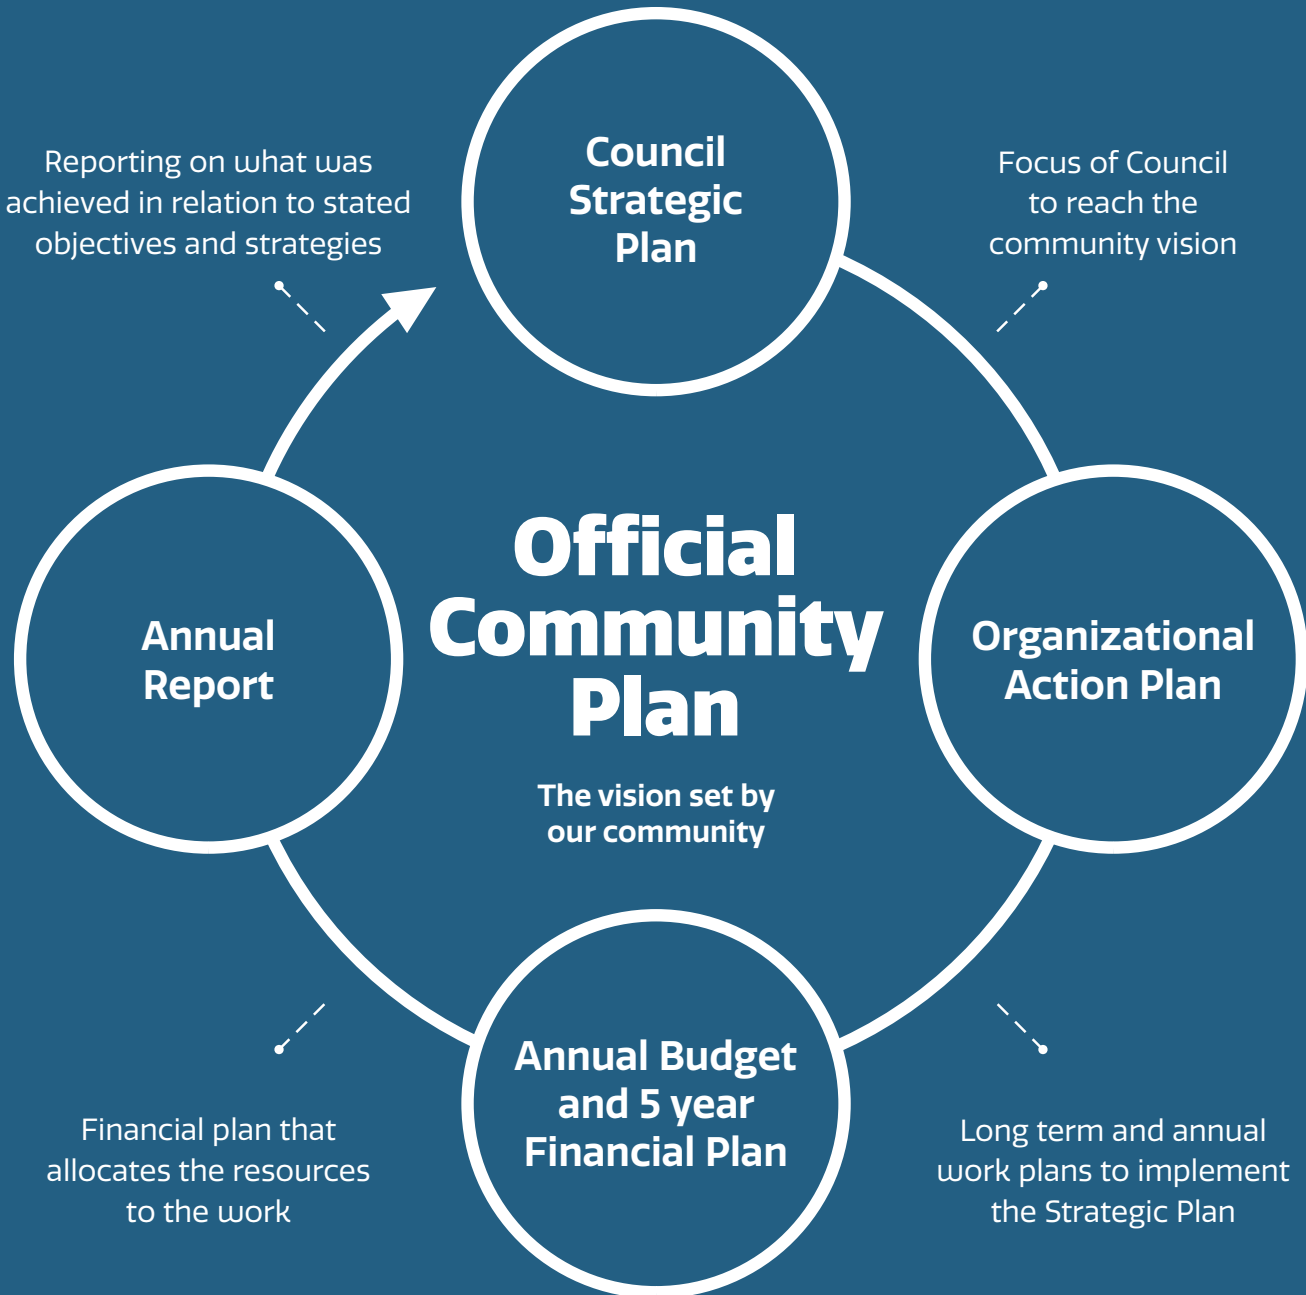 Council
Strategic
Plan
Reporting on what was
achieved in relation to stated
objectives and strategies
Focus of Council
to reach the
community vision
Official
Community
Plan
The vision set by
our community
Annual
Report
Organizational
Action Plan
Annual Budget
and 5 year
Financial Plan
Financial plan that
allocates the resources
to the work
Long term and annual
work plans to implement
the Strategic Plan